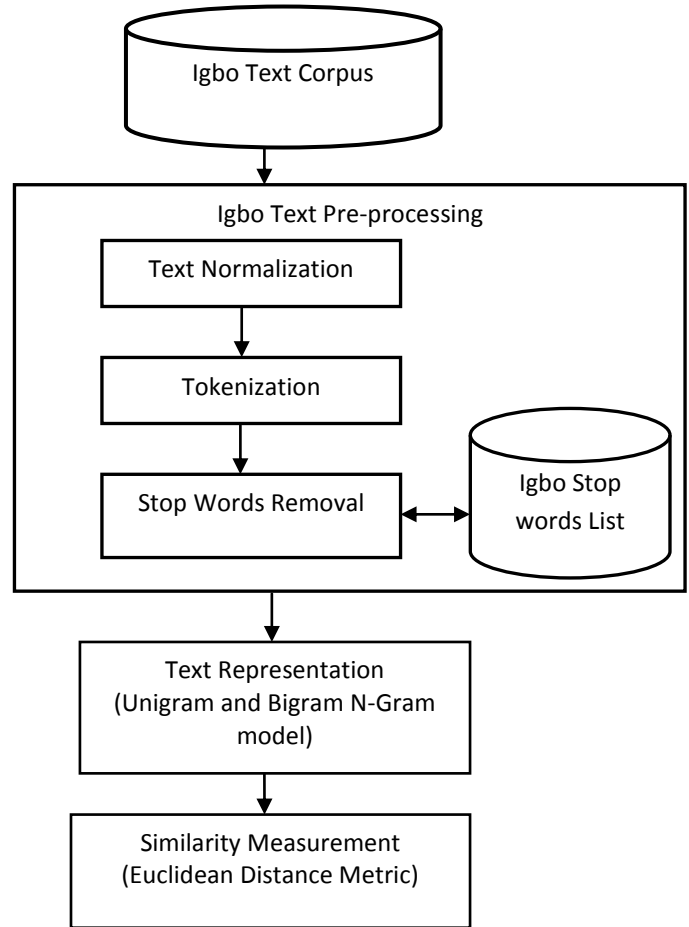 Igbo Text Corpus
Igbo Text Pre-processing
Text Normalization
Tokenization
Stop Words Removal
Igbo Stop
words List
Text Representation
(Unigram and Bigram N-Gram
model)
Similarity Measurement
(Euclidean Distance Metric)